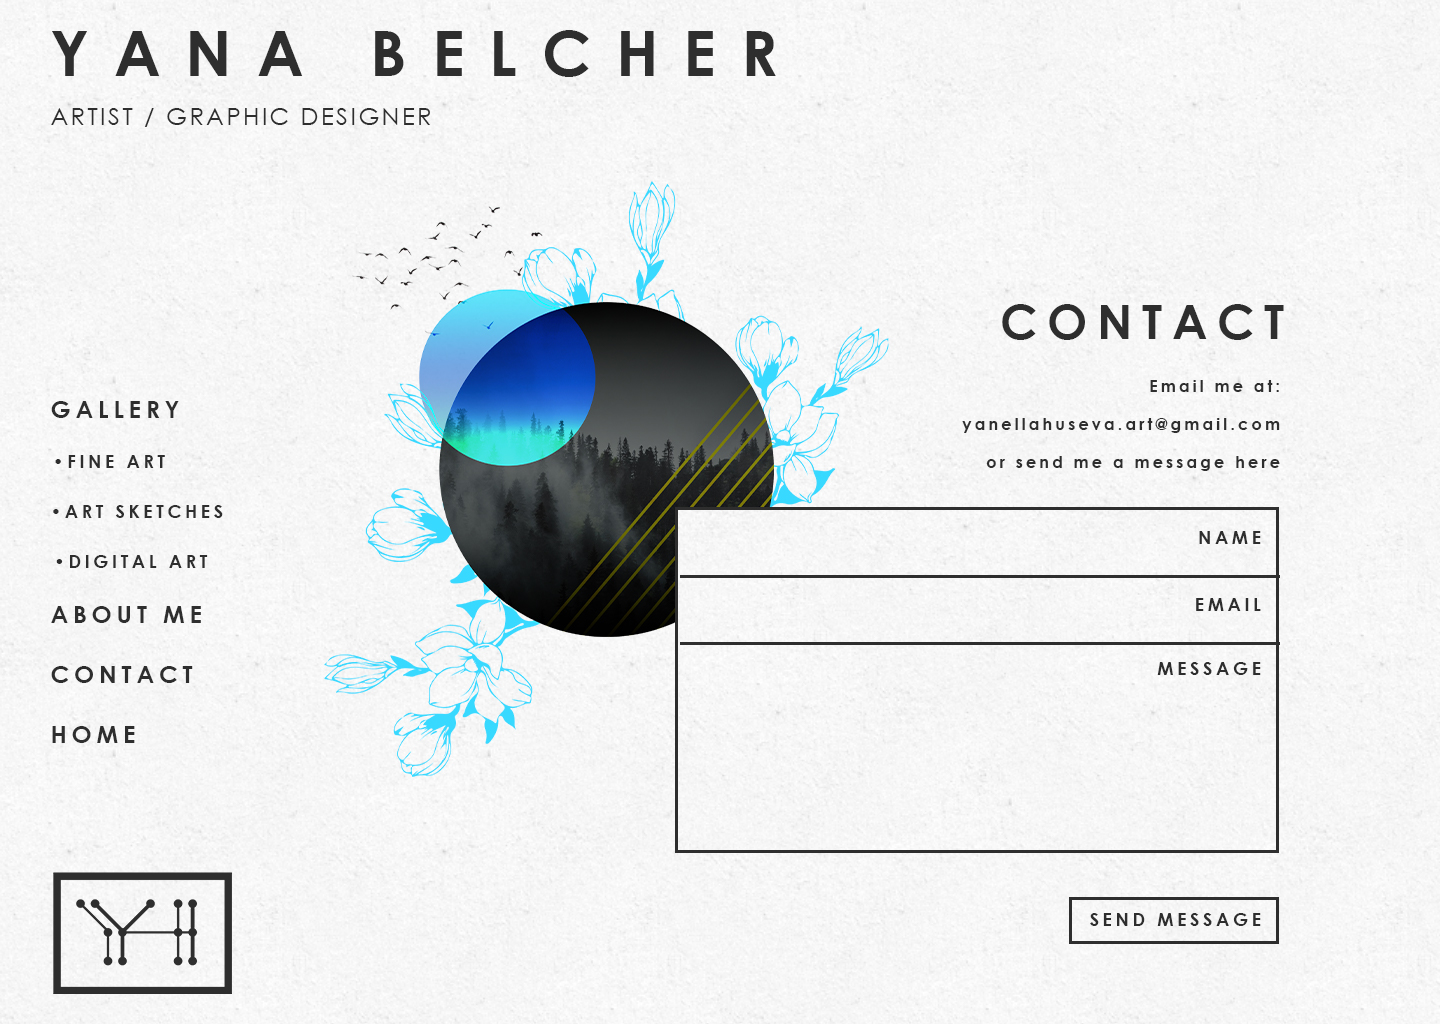 YANA BELCHER
ARTIST / GRAPHIC DESIGNER
GALLERY
•FINE ART
•ART SKETCHES
•DIGITAL ART
ABOUT ME
CONTACT
HOME
YH
CONTACT
Email me at:
yanellahuseva.art@gmail.com
or send me a message here
NAME
EMAIL
MESSAGE
SEND MESSAGE